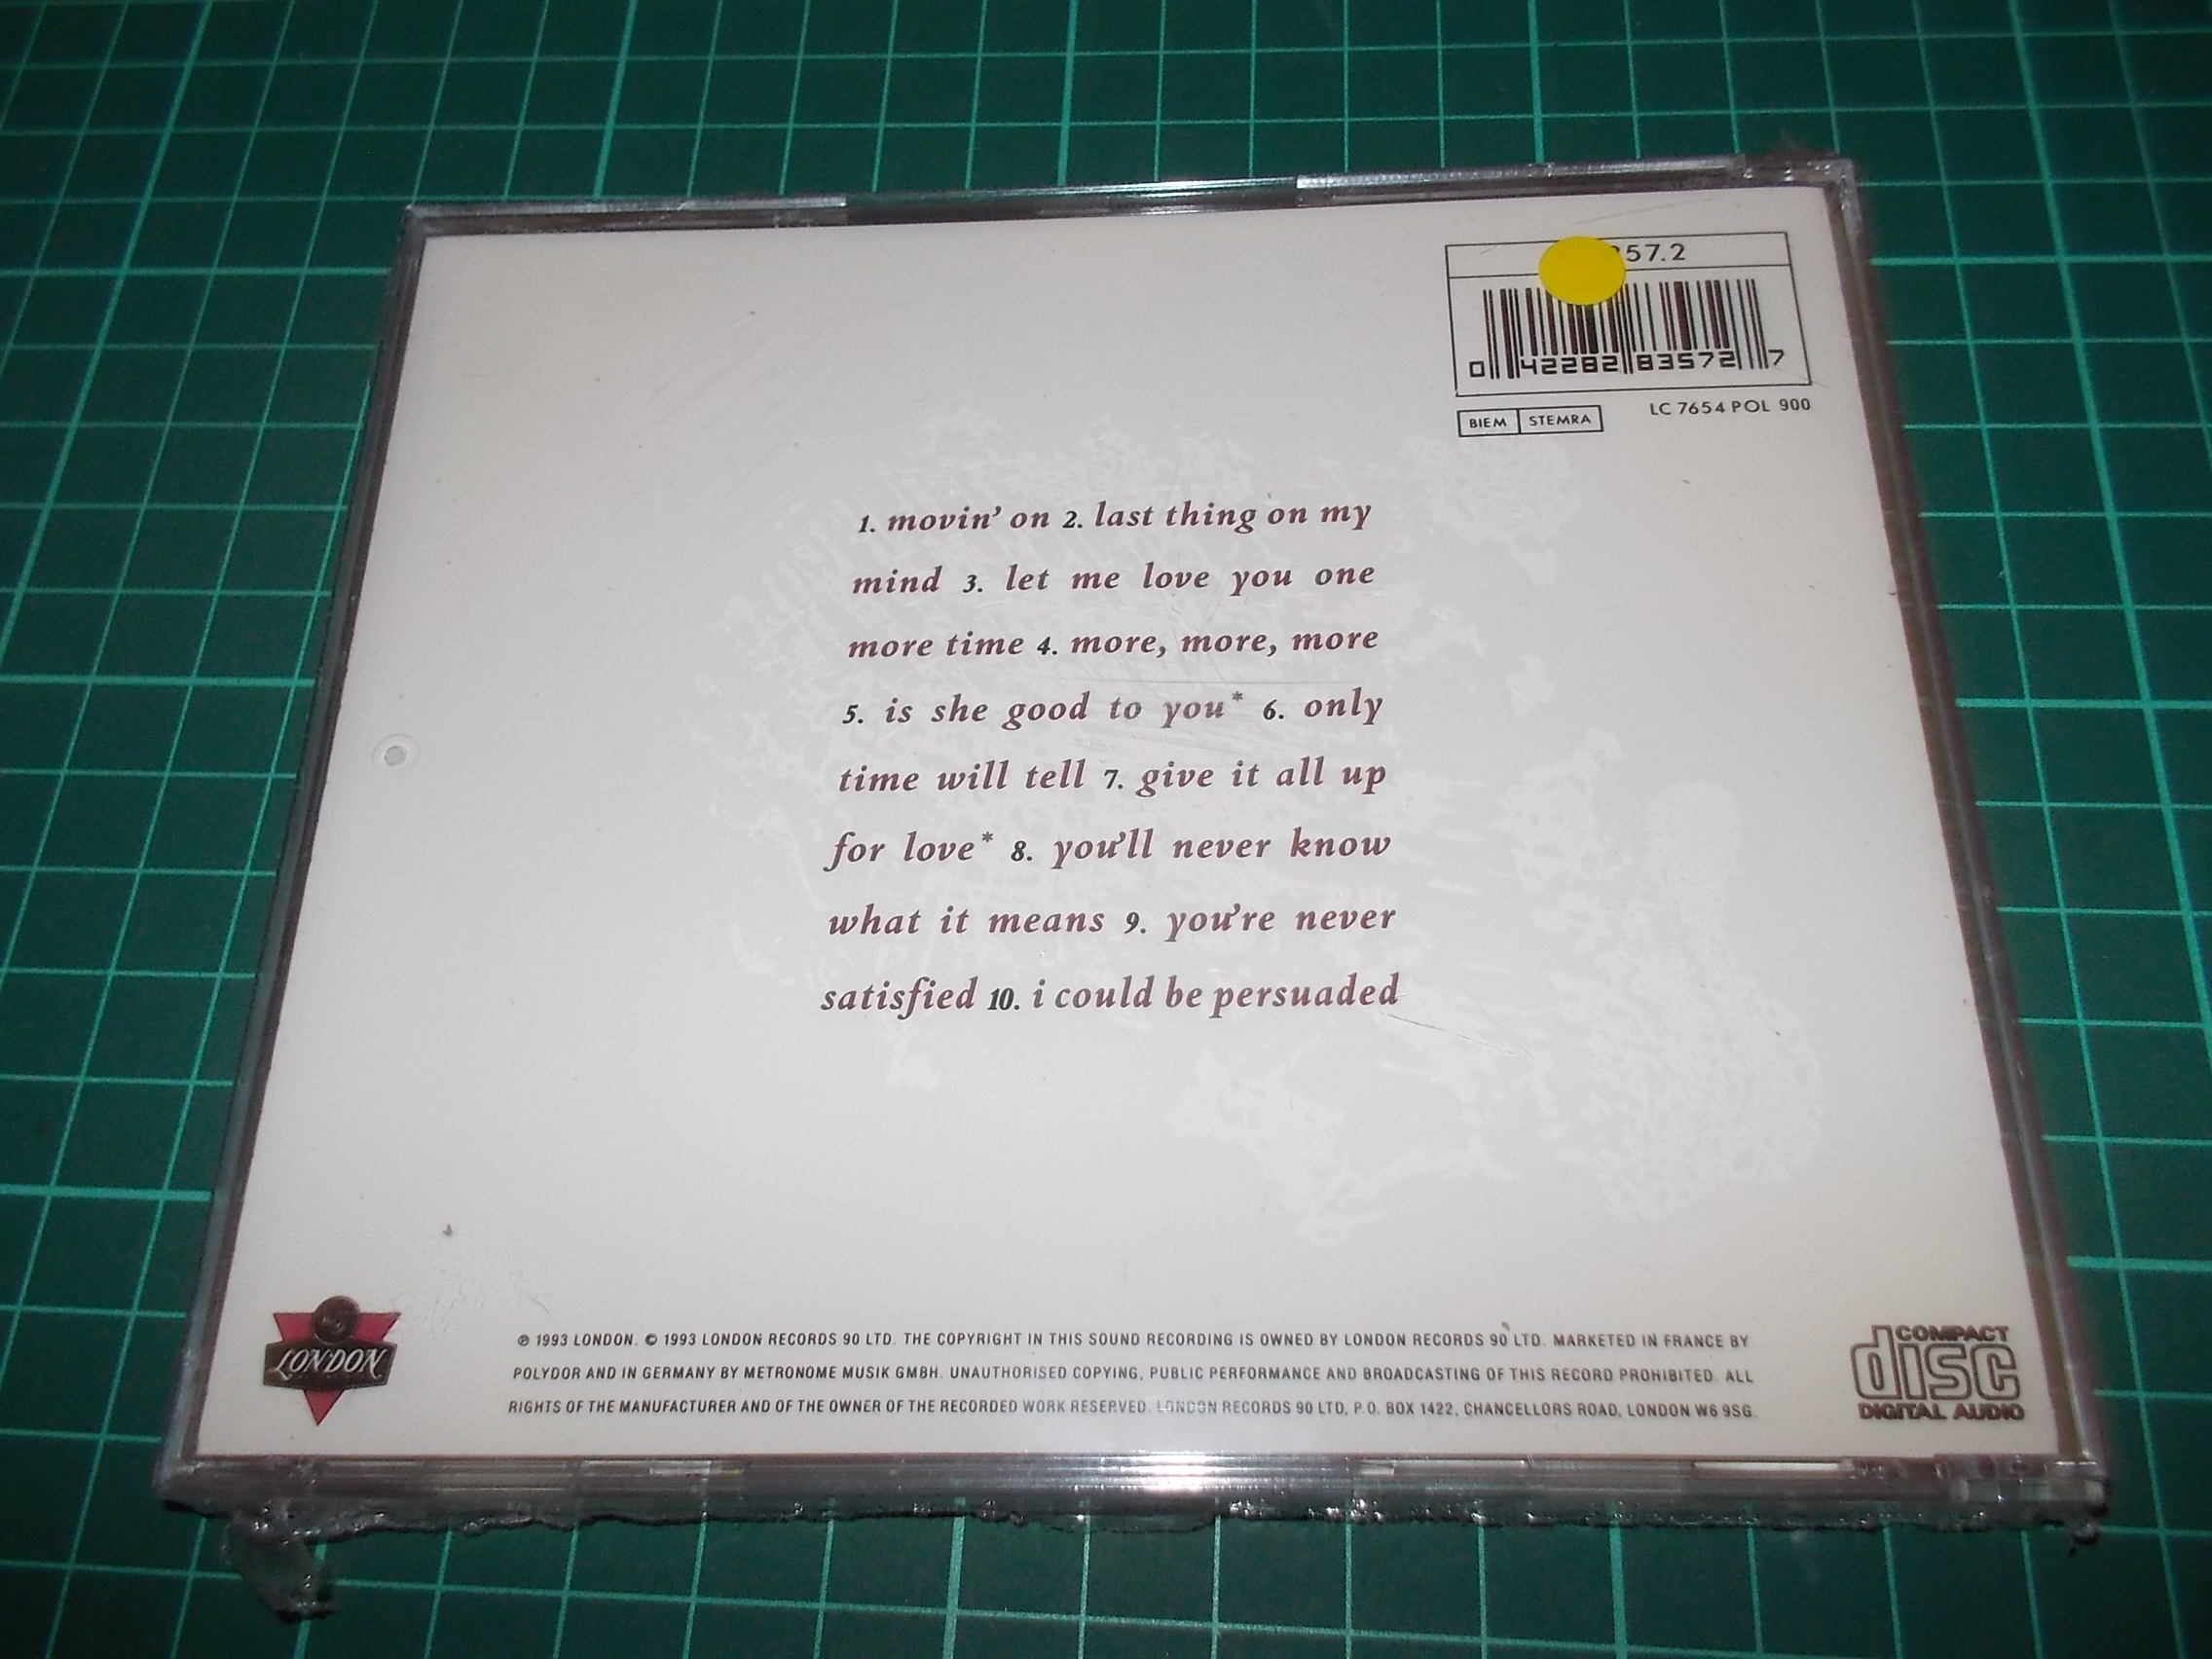 57.2
0 42282 83572 7
BIEM STEMRA
LC 7654 POL 900
1. movin' on 2. last thing on my
mind 3. let me love you one
more time 4. more, more, more
5. is she good to you* 6. only
time will tell 7. give it all up
for love* 8. you'll never know
what it means 9. you're never
satisfied 10. i could be persuaded
LONDON
℗ 1993 LONDON. © 1993 LONDON RECORDS 90 LTD. THE COPYRIGHT IN THIS SOUND RECORDING IS OWNED BY LONDON RECORDS 90 LTD. MARKETED IN FRANCE BY
POLYDOR AND IN GERMANY BY METRONOME MUSIK GMBH. UNAUTHORISED COPYING, PUBLIC PERFORMANCE AND BROADCASTING OF THIS RECORD PROHIBITED. ALL
RIGHTS OF THE MANUFACTURER AND OF THE OWNER OF THE RECORDED WORK RESERVED. LONDON RECORDS 90 LTD, P.O. BOX 1422, CHANCELLORS ROAD, LONDON W6 9SG.
COMPACT
disc
DIGITAL AUDIO